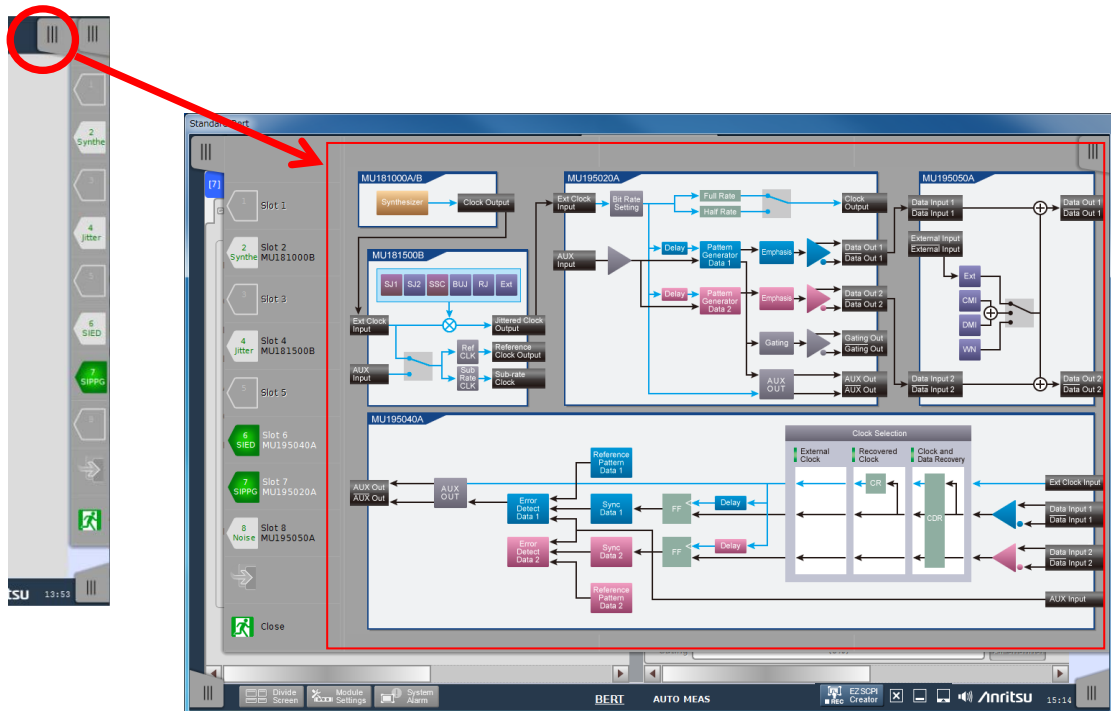 1
2
Synthe
3
4
Jitter
5
6
SIED
7
SIPPG
8
13:53
Standard Bert
[7]
1
Slot 1
2
Synthe
Slot 2
MU181000B
3
Slot 3
4
Jitter
Slot 4
MU181500B
5
Slot 5
6
SIED
Slot 6
MU195040A
7
SIPPG
Slot 7
MU195020A
8
Noise
Slot 8
MU195050A
Close
MU181000A/B
Synthesizer
Clock Output
MU181500B
SJ1 SJ2 SSC BUJ RJ Ext
Ext Clock
Input
AUX
Input
Ref
CLK
Sub
Rate
CLK
Jittered Clock
Output
Reference
Clock Output
Sub-rate
Clock
MU195020A
Ext Clock
Input
Bit Rate
Setting
Full Rate
Half Rate
Clock
Output
AUX
Input
Delay
Pattern
Generator
Data 1
Emphasis
Data Out 1
Data Out 1
Delay
Pattern
Generator
Data 2
Emphasis
Data Out 2
Data Out 2
Gating
Gating Out
Gating Out
AUX
OUT
AUX Out
AUX Out
MU195050A
Data Input 1
Data Input 1
External Input
External Input
Ext
CMI
DMI
WN
Data Input 2
Data Input 2
Data Out 1
Data Out 1
Data Out 2
Data Out 2
MU195040A
AUX Out
AUX Out
AUX
OUT
Reference
Pattern
Data 1
Error
Detect
Data 1
Sync
Data 1
FF
Delay
Error
Detect
Data 2
Sync
Data 2
FF
Delay
Reference
Pattern
Data 2
Clock Selection
External
Clock
Recovered
Clock
Clock and
Data Recovery
CR
CDR
Ext Clock Input
Data Input 1
Data Input 1
Data Input 2
Data Input 2
AUX Input
Divide
Screen
Module
Settings
System
Alarm
BERT
AUTO MEAS
REC
EZSCPI
Creator
Anritsu
15:14